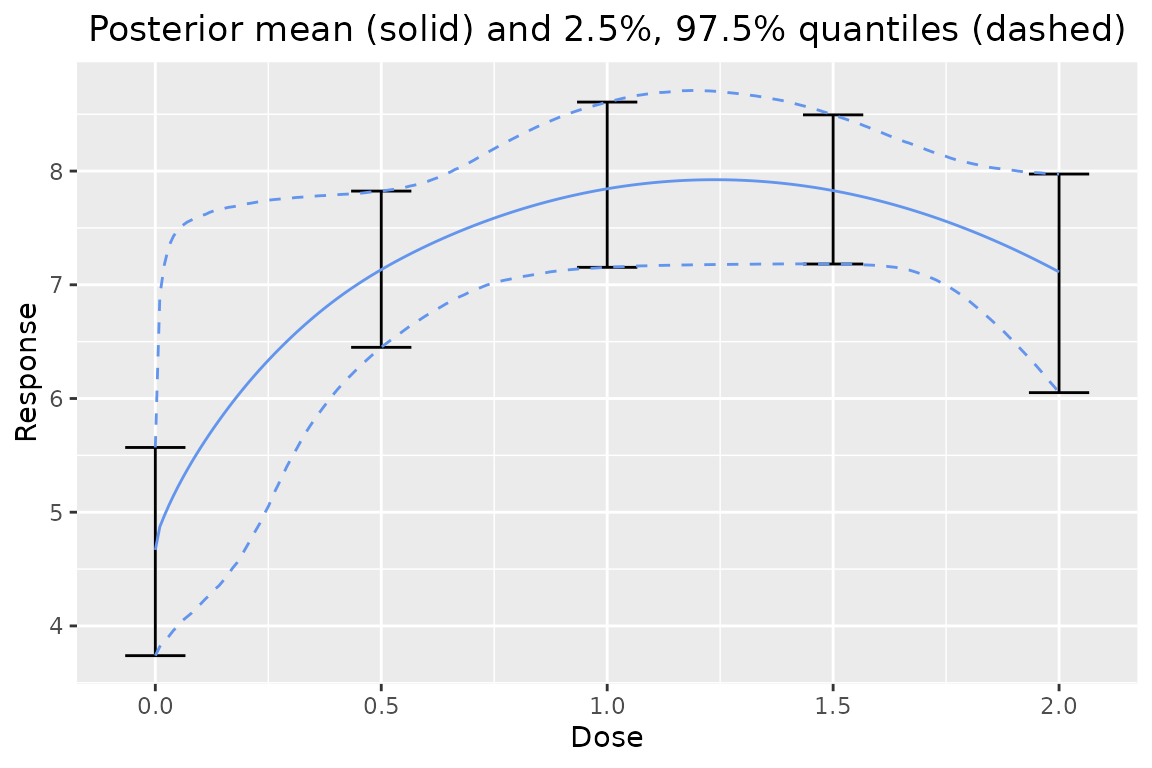 Posterior mean (solid) and 2.5%, 97.5% quantiles (dashed)
8
7
6
5
4
Response
0.0 0.5 1.0 1.5 2.0
Dose